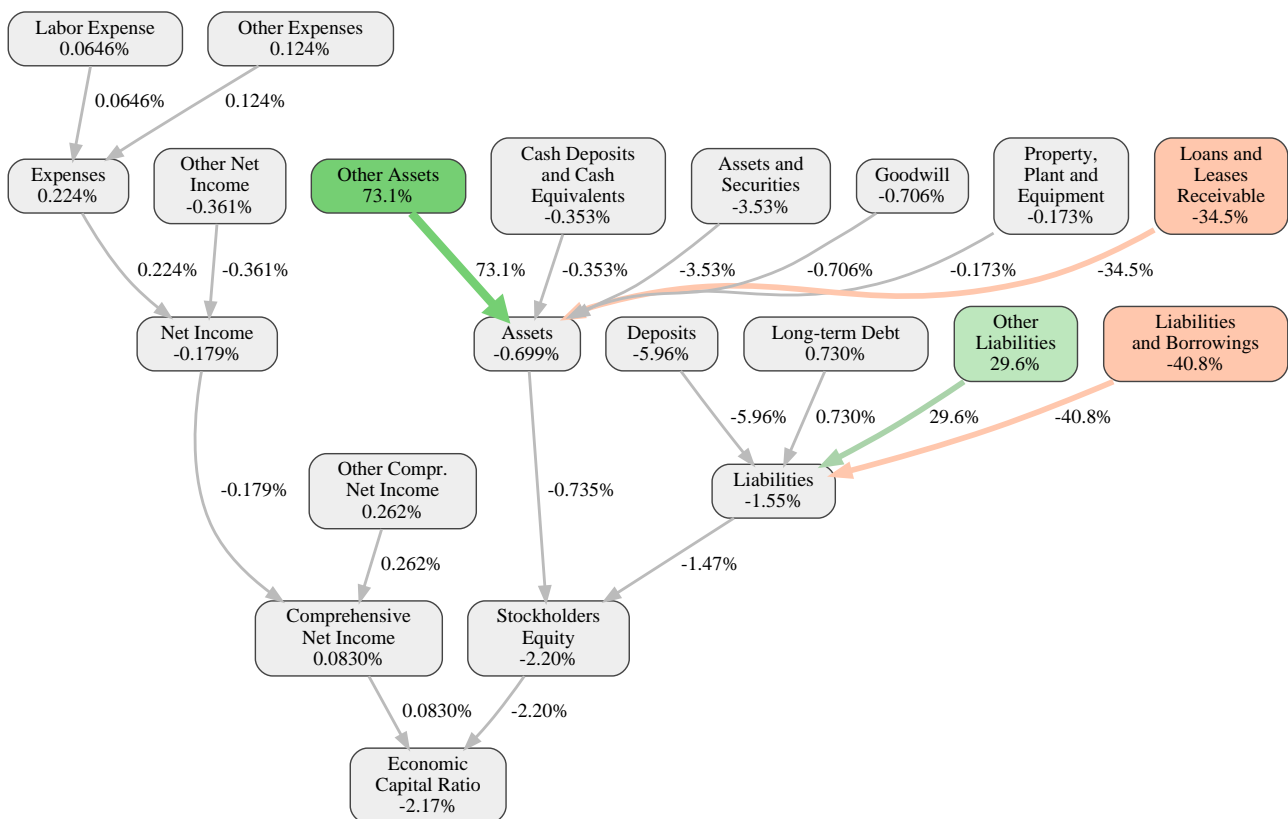 Labor Expense
0.0646%
Other Expenses
0.124%
0.0646%
0.124%
Expenses
0.224%
Other Net
Income
-0.361%
Other Assets
73.1%
Cash Deposits
and Cash
Equivalents
-0.353%
Assets and
Securities
-3.53%
Goodwill
-0.706%
Property,
Plant and
Equipment
-0.173%
Loans and
Leases
Receivable
-34.5%
0.224%
-0.361%
73.1%
-0.353%
-3.53%
-0.706%
-0.173%
-34.5%
Net Income
-0.179%
Assets
-0.699%
Deposits
-5.96%
Long-term Debt
0.730%
Other
Liabilities
29.6%
Liabilities
and Borrowings
-40.8%
-5.96%
0.730%
29.6%
-40.8%
-0.179%
Other Compr.
Net Income
0.262%
-0.735%
Liabilities
-1.55%
0.262%
-1.47%
Comprehensive
Net Income
0.0830%
Stockholders
Equity
-2.20%
0.0830%
-2.20%
Economic
Capital Ratio
-2.17%